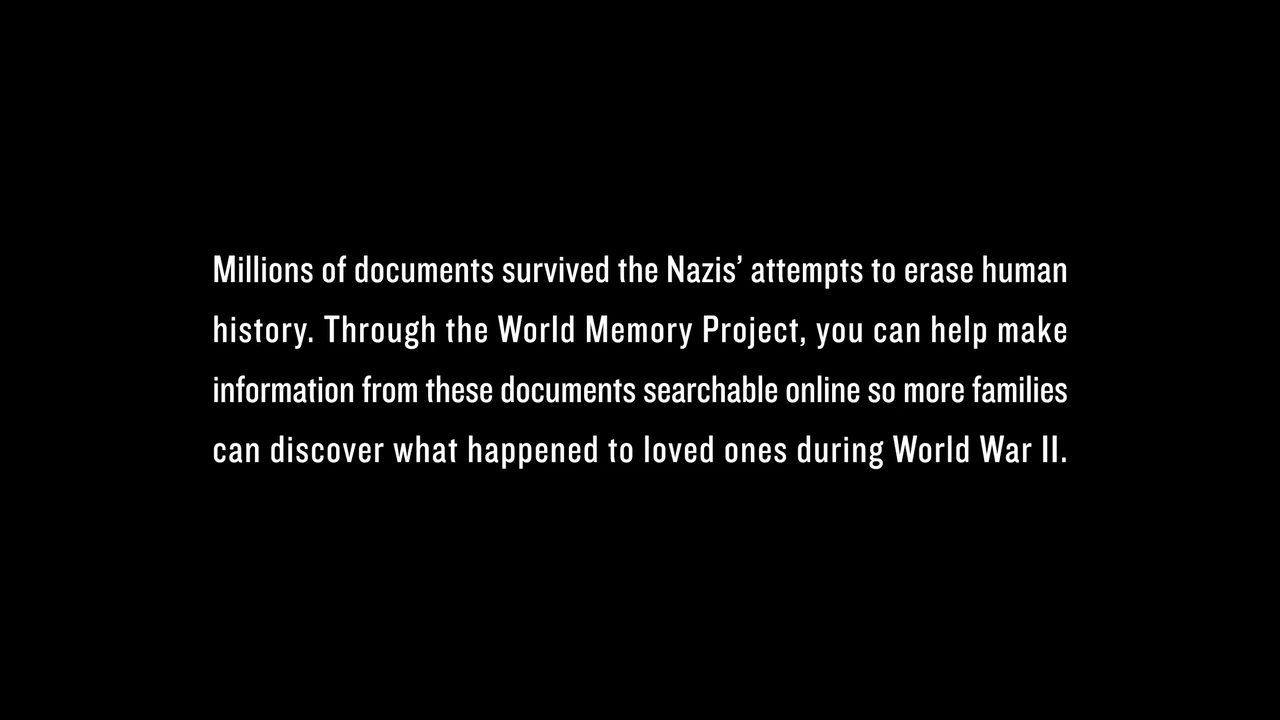 Millions of documents survived the Nazis’ attempts to erase human
history. Through the World Memory Project, you can help make
information from these documents searchable online so more families
can discover what happened to loved ones during World War II.